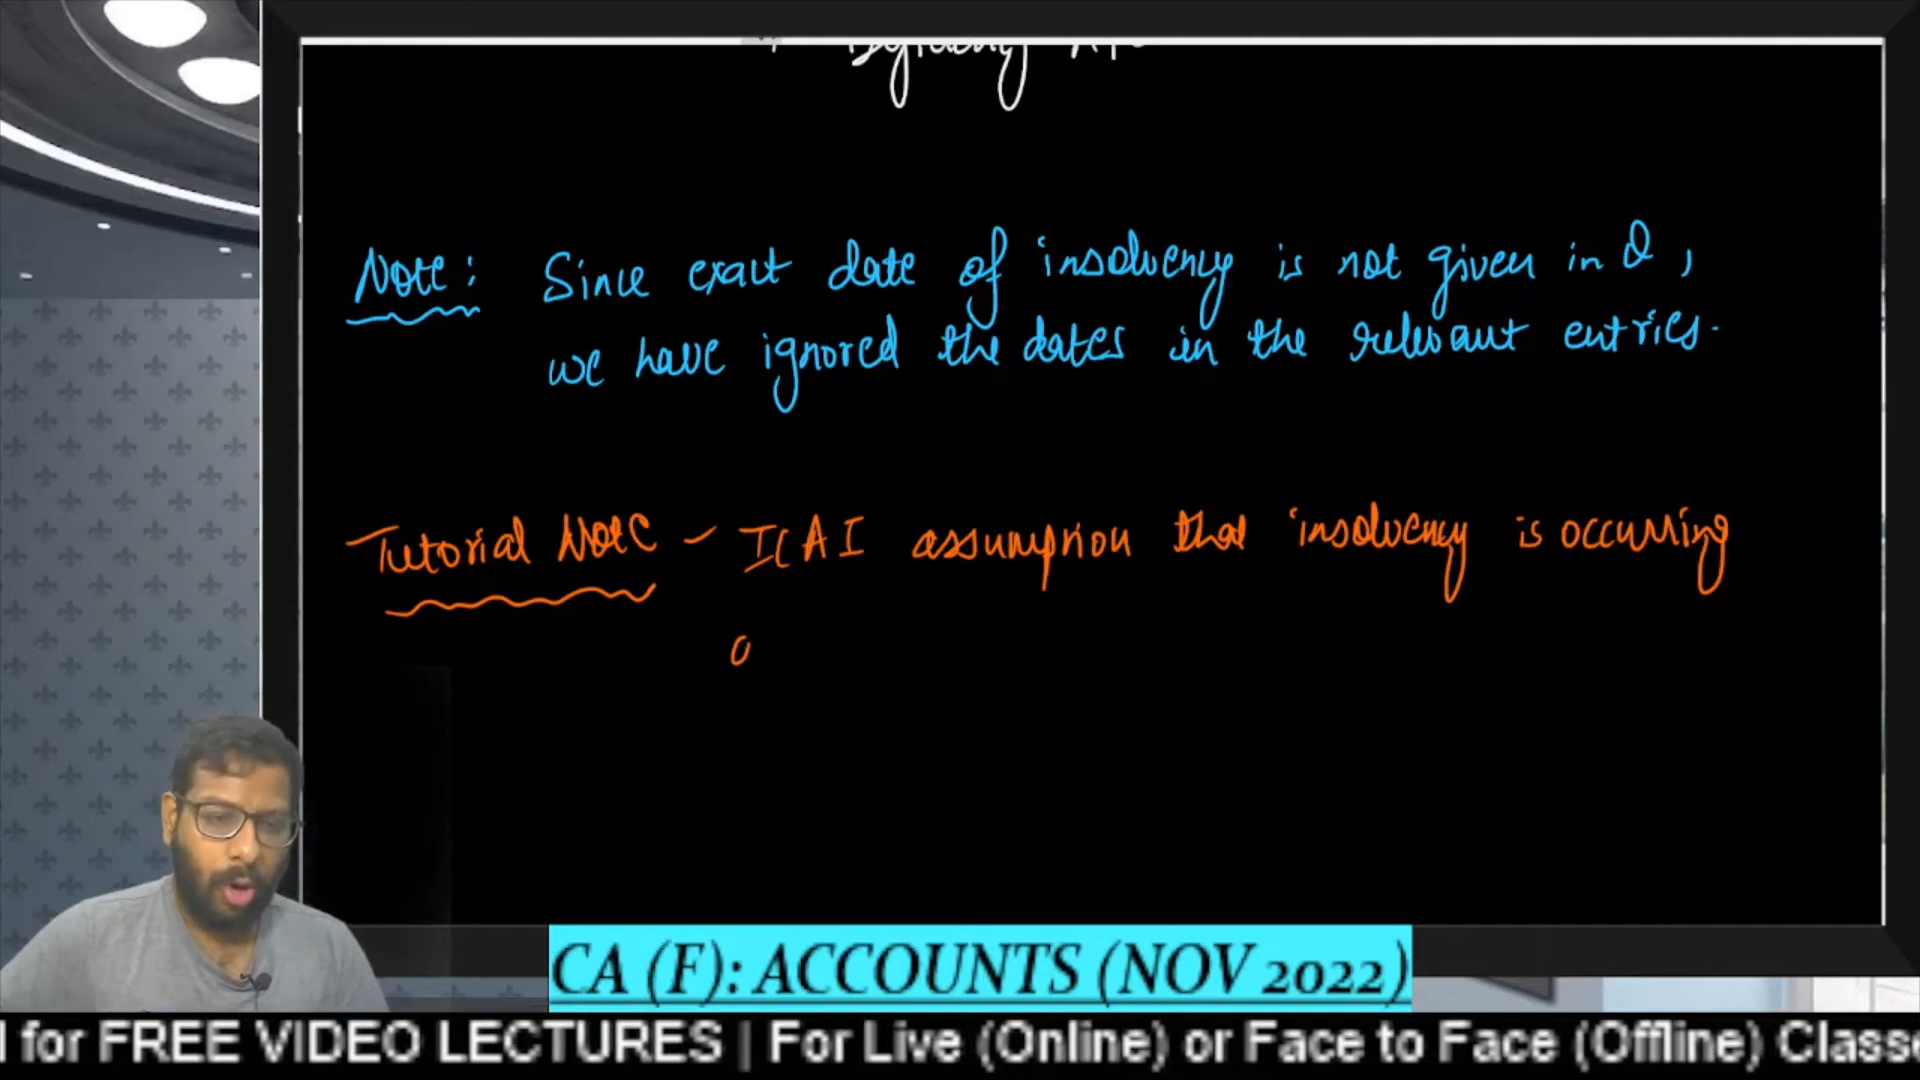 Note: Since exact date of insolvency is not given in Q,
we have ignored the dates in the relevant entries.
Tutorial Note - ICAI assumption that insolvency is occurring
o
CA (F): ACCOUNTS (NOV 2022)
for FREE VIDEO LECTURES | For Live (Online) or Face to Face (Offline) Classe